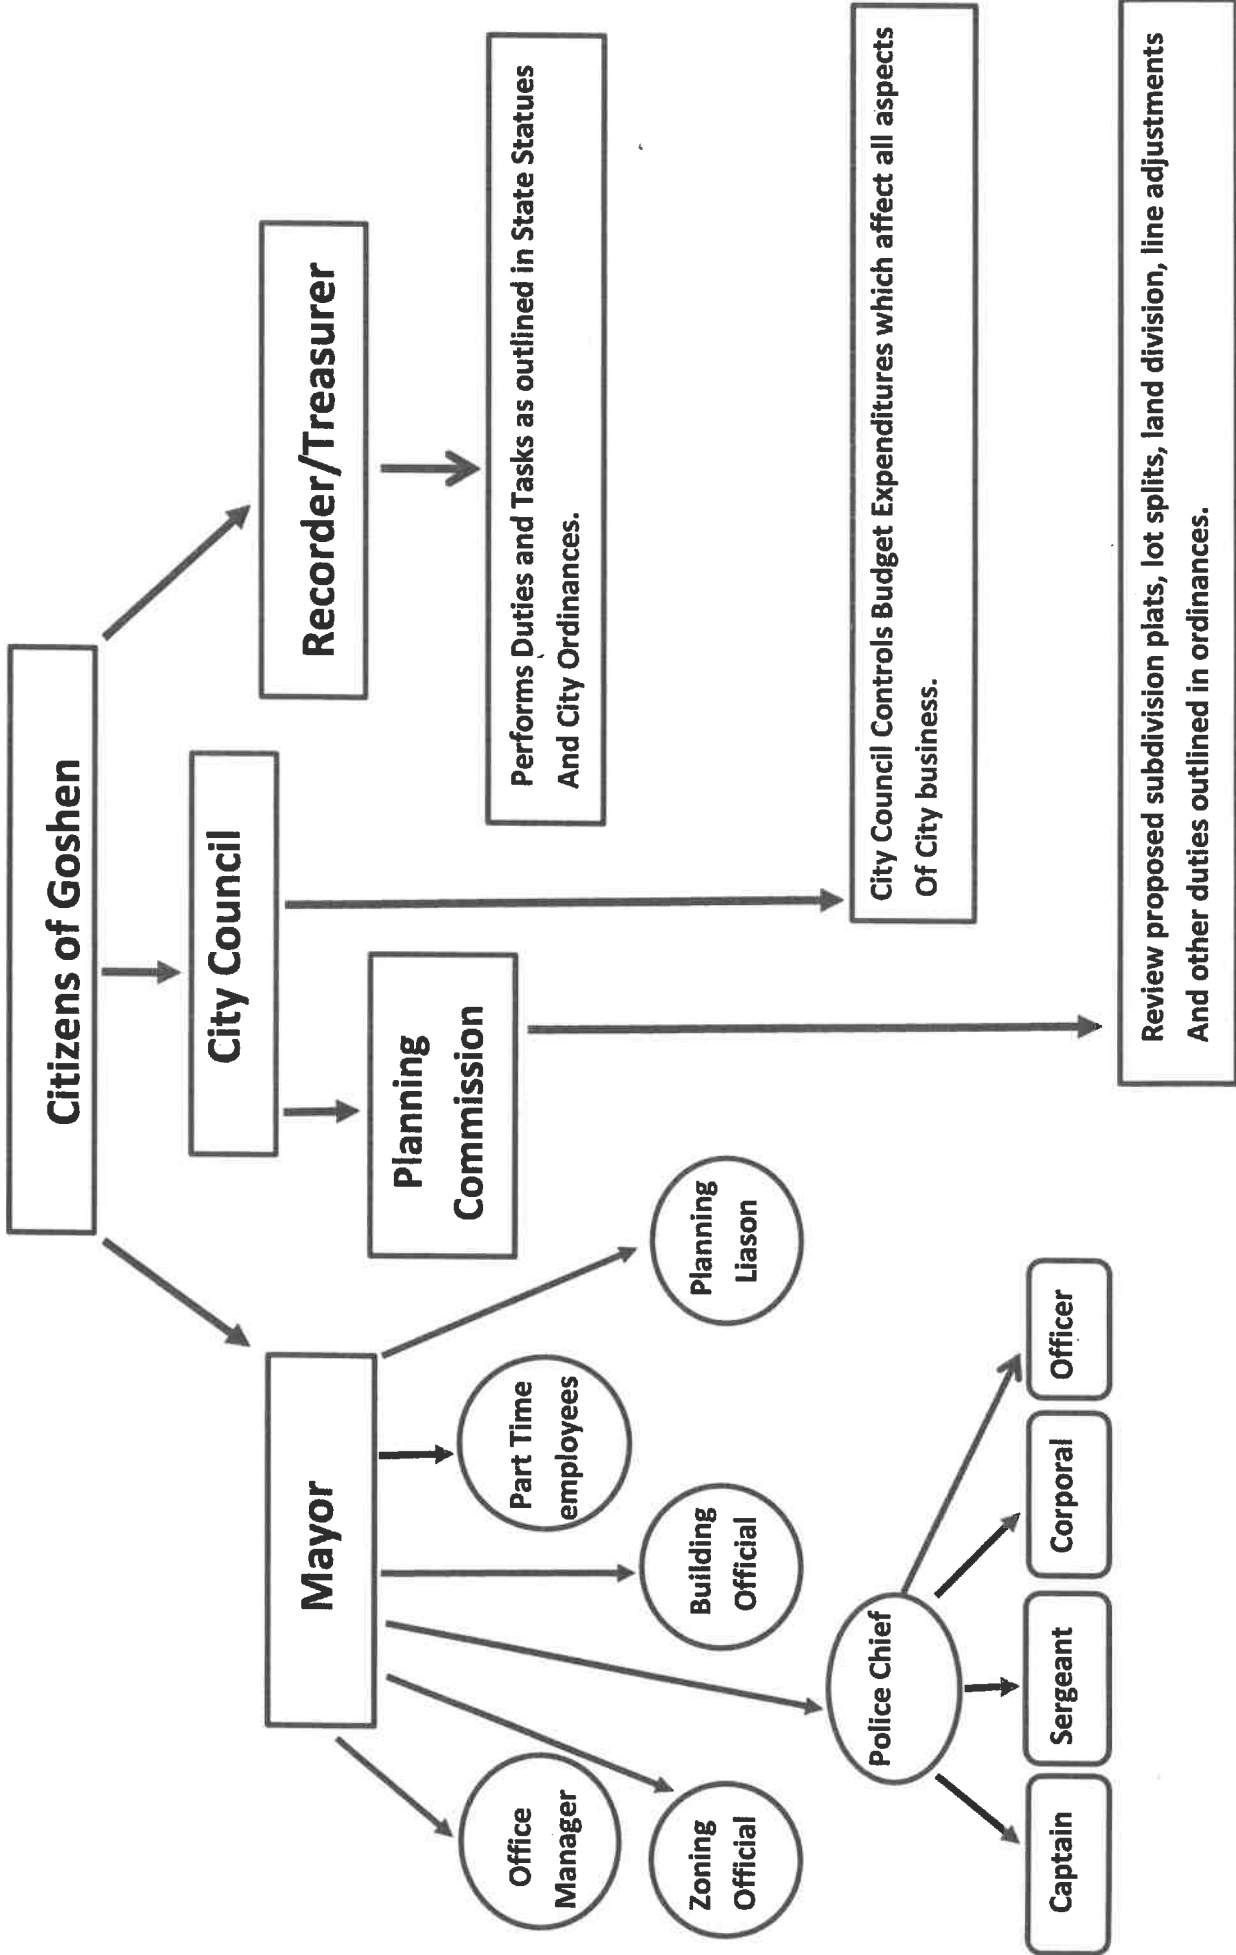 Citizens of Goshen
City Council
Recorder/Treasurer
Mayor
Planning
Commission
Performs Duties and Tasks as outlined in State Statues
And City Ordinances.
Office
Manager
Part Time
employees
Zoning
Official
Building
Official
Planning
Liason
City Council Controls Budget Expenditures which affect all aspects
Of City business.
Police Chief
Captain
Sergeant
Corporal
Officer
Review proposed subdivision plats, lot splits, land division, line adjustments
And other duties outlined in ordinances.